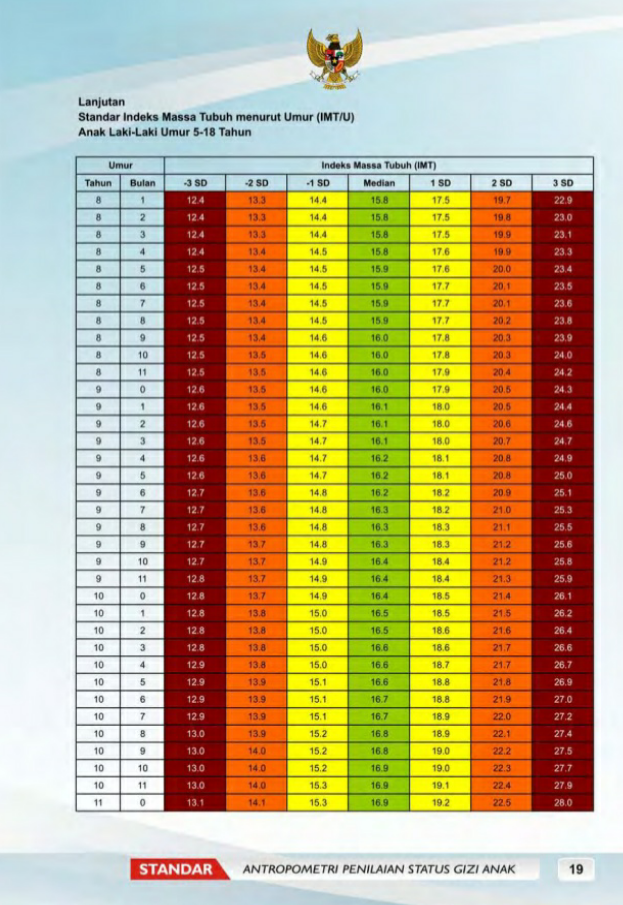 Lanjutan
Standar Indeks Massa Tubuh menurut Umur (IMT/U)
Anak Laki-Laki Umur 5-18 Tahun
Umur Indeks Massa Tubuh (IMT)
Tahun Bulan -3 SD -2 SD -1 SD Median 1 SD 2 SD 3 SD
8 1 12.4 13.3 14.4 15.8 17.5 19.7 22.9
8 2 12.4 13.3 14.4 15.8 17.5 19.8 23.0
8 3 12.4 13.3 14.4 15.8 17.5 19.9 23.1
8 4 12.4 13.4 14.5 15.8 17.6 19.9 23.3
8 5 12.5 13.4 14.5 15.9 17.6 20.0 23.4
8 6 12.5 13.4 14.5 15.9 17.7 20.1 23.5
8 7 12.5 13.4 14.5 15.9 17.7 20.1 23.6
8 8 12.5 13.4 14.5 15.9 17.7 20.2 23.8
8 9 12.5 13.4 14.6 16.0 17.8 20.3 23.9
8 10 12.5 13.5 14.6 16.0 17.8 20.3 24.0
8 11 12.5 13.5 14.6 16.0 17.9 20.4 24.2
9 0 12.6 13.5 14.6 16.0 17.9 20.5 24.3
9 1 12.6 13.5 14.6 16.1 18.0 20.5 24.4
9 2 12.6 13.5 14.7 16.1 18.0 20.6 24.6
9 3 12.6 13.5 14.7 16.1 18.0 20.7 24.7
9 4 12.6 13.6 14.7 16.2 18.1 20.8 24.9
9 5 12.6 13.6 14.7 16.2 18.1 20.8 25.0
9 6 12.7 13.6 14.8 16.2 18.2 20.9 25.1
9 7 12.7 13.6 14.8 16.3 18.2 21.0 25.3
9 8 12.7 13.6 14.8 16.3 18.3 21.1 25.5
9 9 12.7 13.7 14.8 16.3 18.3 21.2 25.6
9 10 12.7 13.7 14.9 16.4 18.4 21.2 25.8
9 11 12.8 13.7 14.9 16.4 18.4 21.3 25.9
10 0 12.8 13.7 14.9 16.4 18.5 21.4 26.1
10 1 12.8 13.8 15.0 16.5 18.5 21.5 26.2
10 2 12.8 13.8 15.0 16.5 18.6 21.6 26.4
10 3 12.8 13.8 15.0 16.6 18.6 21.7 26.6
10 4 12.9 13.8 15.0 16.6 18.7 21.7 26.7
10 5 12.9 13.9 15.1 16.6 18.8 21.8 26.9
10 6 12.9 13.9 15.1 16.7 18.8 21.9 27.0
10 7 12.9 13.9 15.1 16.7 18.9 22.0 27.2
10 8 13.0 13.9 15.2 16.8 18.9 22.1 27.4
10 9 13.0 14.0 15.2 16.8 19.0 22.2 27.5
10 10 13.0 14.0 15.2 16.9 19.0 22.3 27.7
10 11 13.0 14.0 15.3 16.9 19.1 22.4 27.9
11 0 13.1 14.1 15.3 16.9 19.2 22.5 28.0
STANDAR ANTROPOMETRI PENILAIAN STATUS GIZI ANAK 19